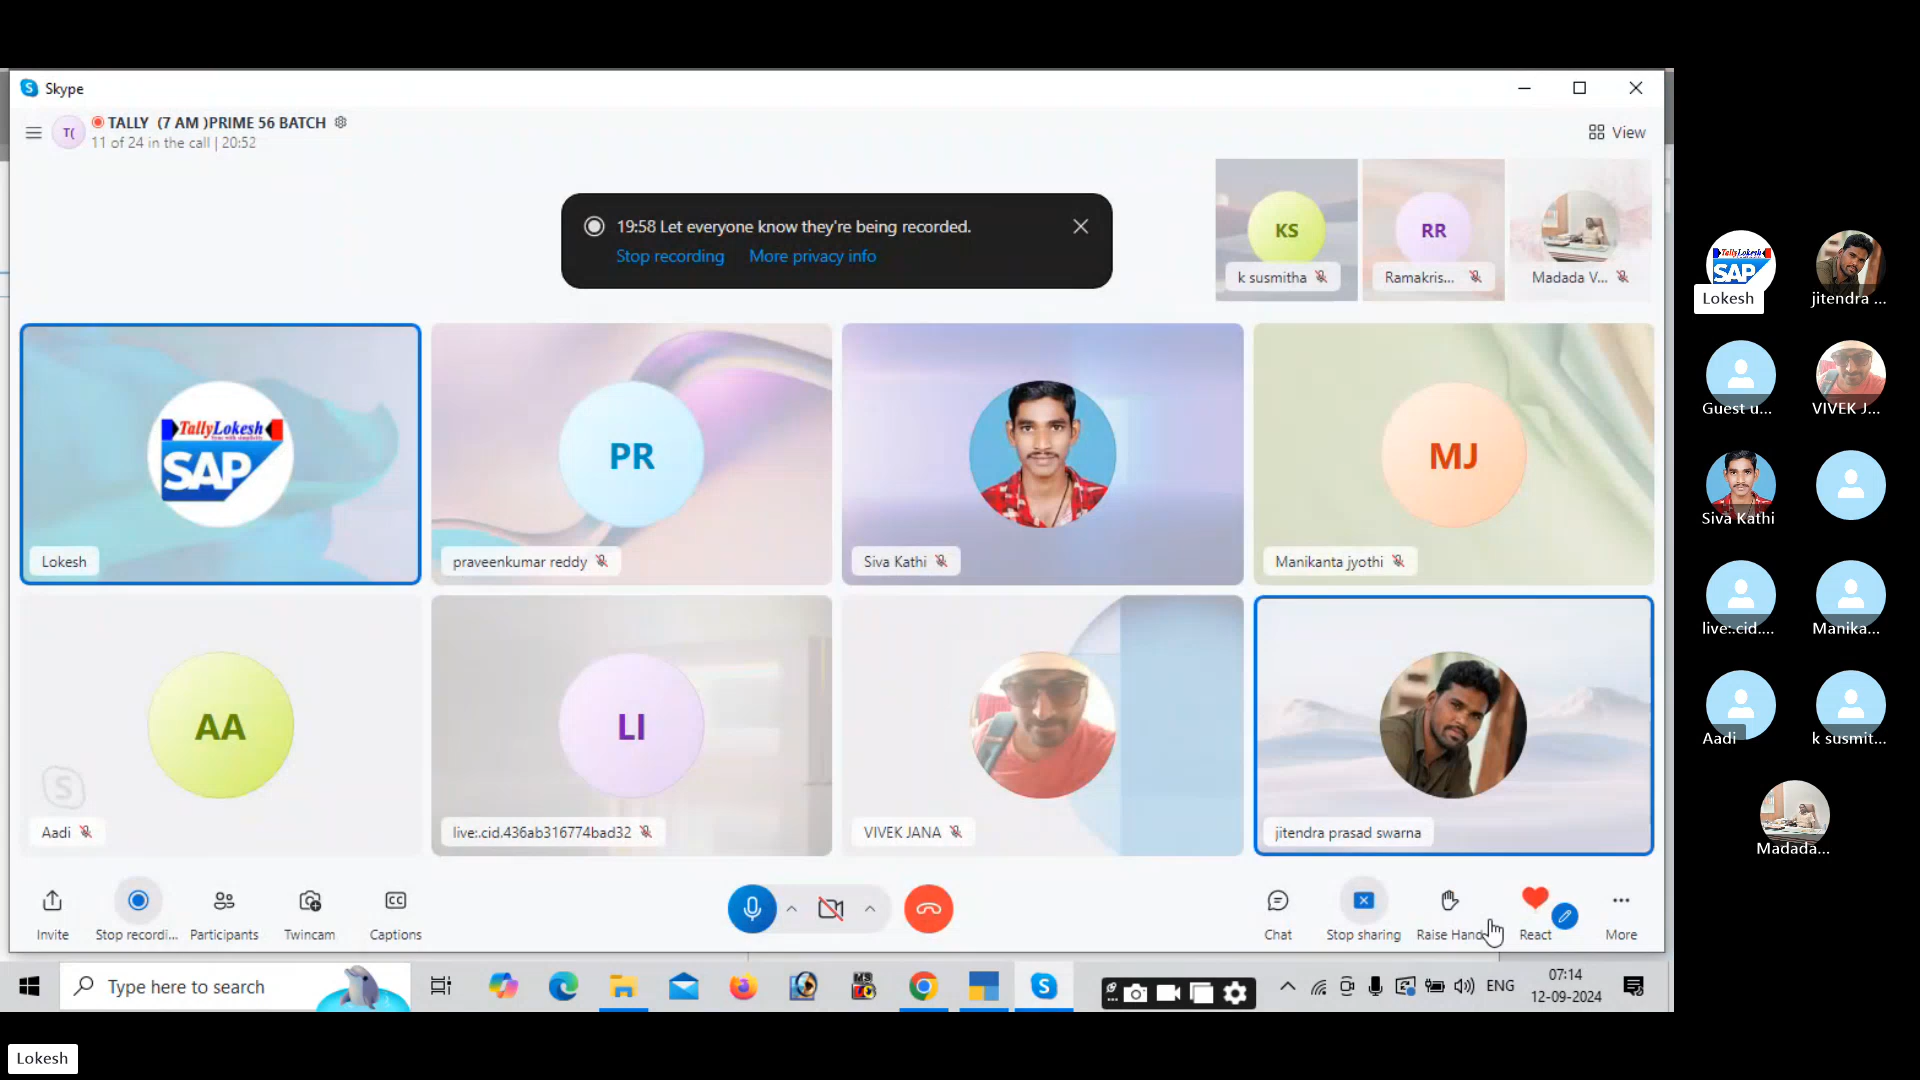 Skype
T(
TALLY (7 AM )PRIME 56 BATCH
11 of 24 in the call | 20:52
View
19:58 Let everyone know they're being recorded.
Stop recording More privacy info
KS
k susmitha
RR
Ramakris...
Madada V...
TallyLokesh
SAP
Lokesh
PR
praveenkumar reddy
Siva Kathi
MJ
Manikanta jyothi
AA
Aadi
LI
live:.cid.436ab316774bad32
VIVEK JANA
jitendra prasad swarna
Invite
Stop recordi...
Participants
Twincam
CC
Captions
Chat
Stop sharing
Raise Hand
React
More
Type here to search
ENG
07:14
12-09-2024
TallyLokesh
SAP
Lokesh
jitendra ...
Guest u...
VIVEK J...
Siva Kathi
live:.cid....
Manika...
Aadi
k susmit...
Madada...
Lokesh